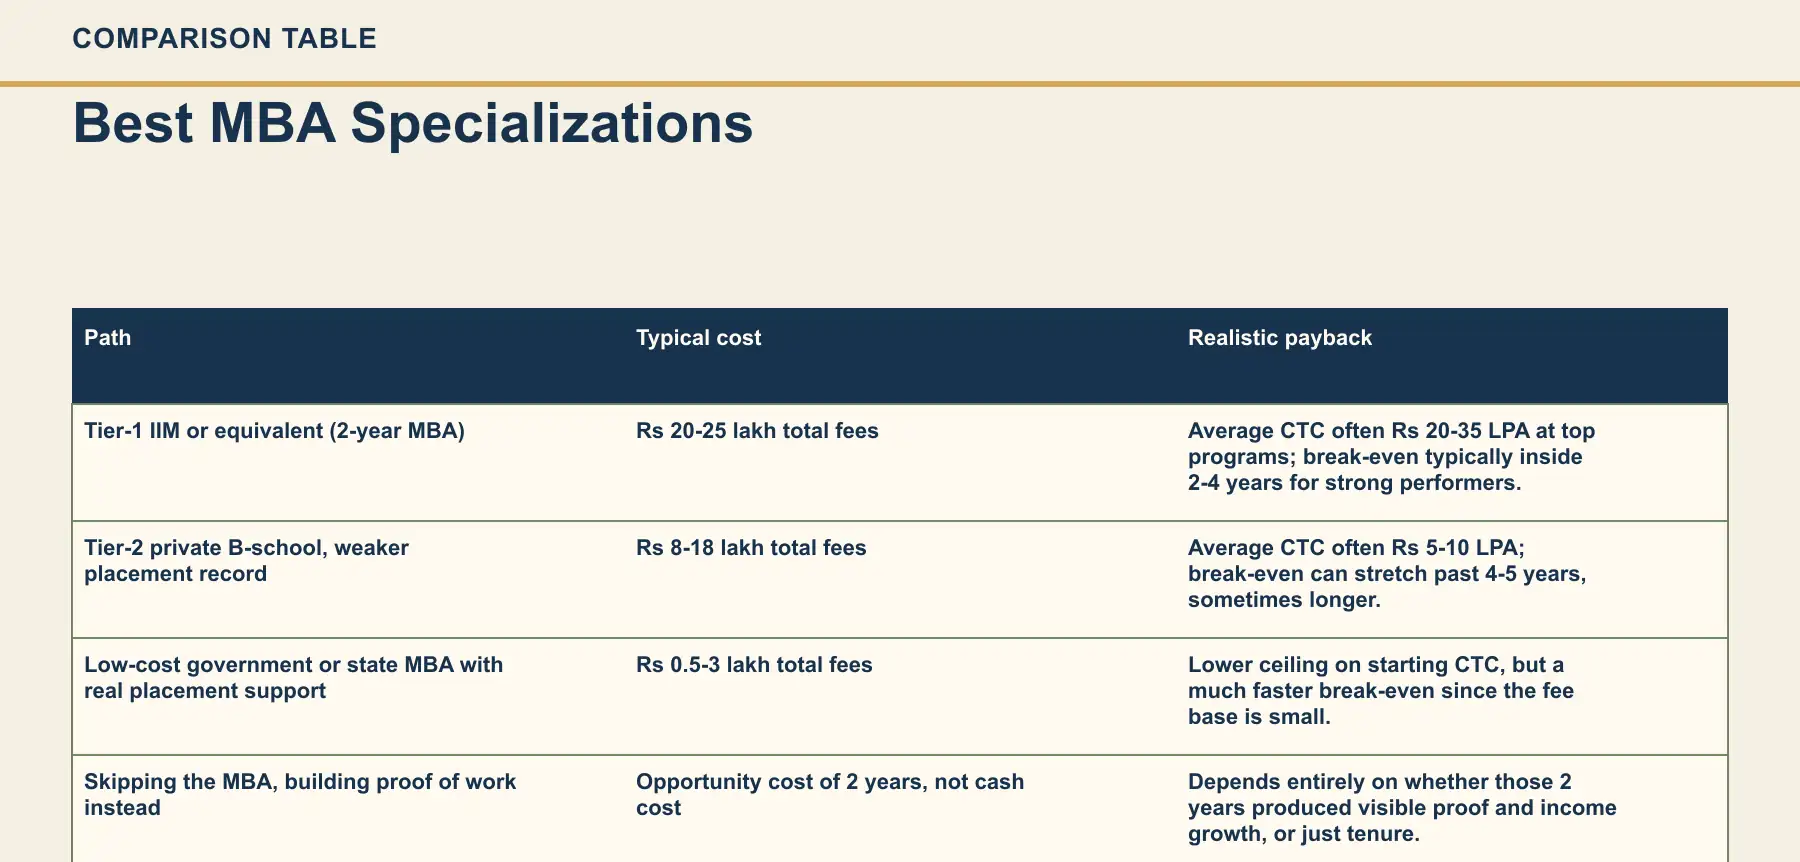 COMPARISON TABLE
Best MBA Specializations
Path
Typical cost
Realistic payback
Tier-1 IIM or equivalent (2-year MBA)
Rs 20-25 lakh total fees
Average CTC often Rs 20-35 LPA at top
programs; break-even typically inside
2-4 years for strong performers.
Tier-2 private B-school, weaker
placement record
Rs 8-18 lakh total fees
Average CTC often Rs 5-10 LPA;
break-even can stretch past 4-5 years,
sometimes longer.
Low-cost government or state MBA with
real placement support
Rs 0.5-3 lakh total fees
Lower ceiling on starting CTC, but a
much faster break-even since the fee
base is small.
Skipping the MBA, building proof of work
instead
Opportunity cost of 2 years, not cash
cost
Depends entirely on whether those 2
years produced visible proof and income
growth, or just tenure.